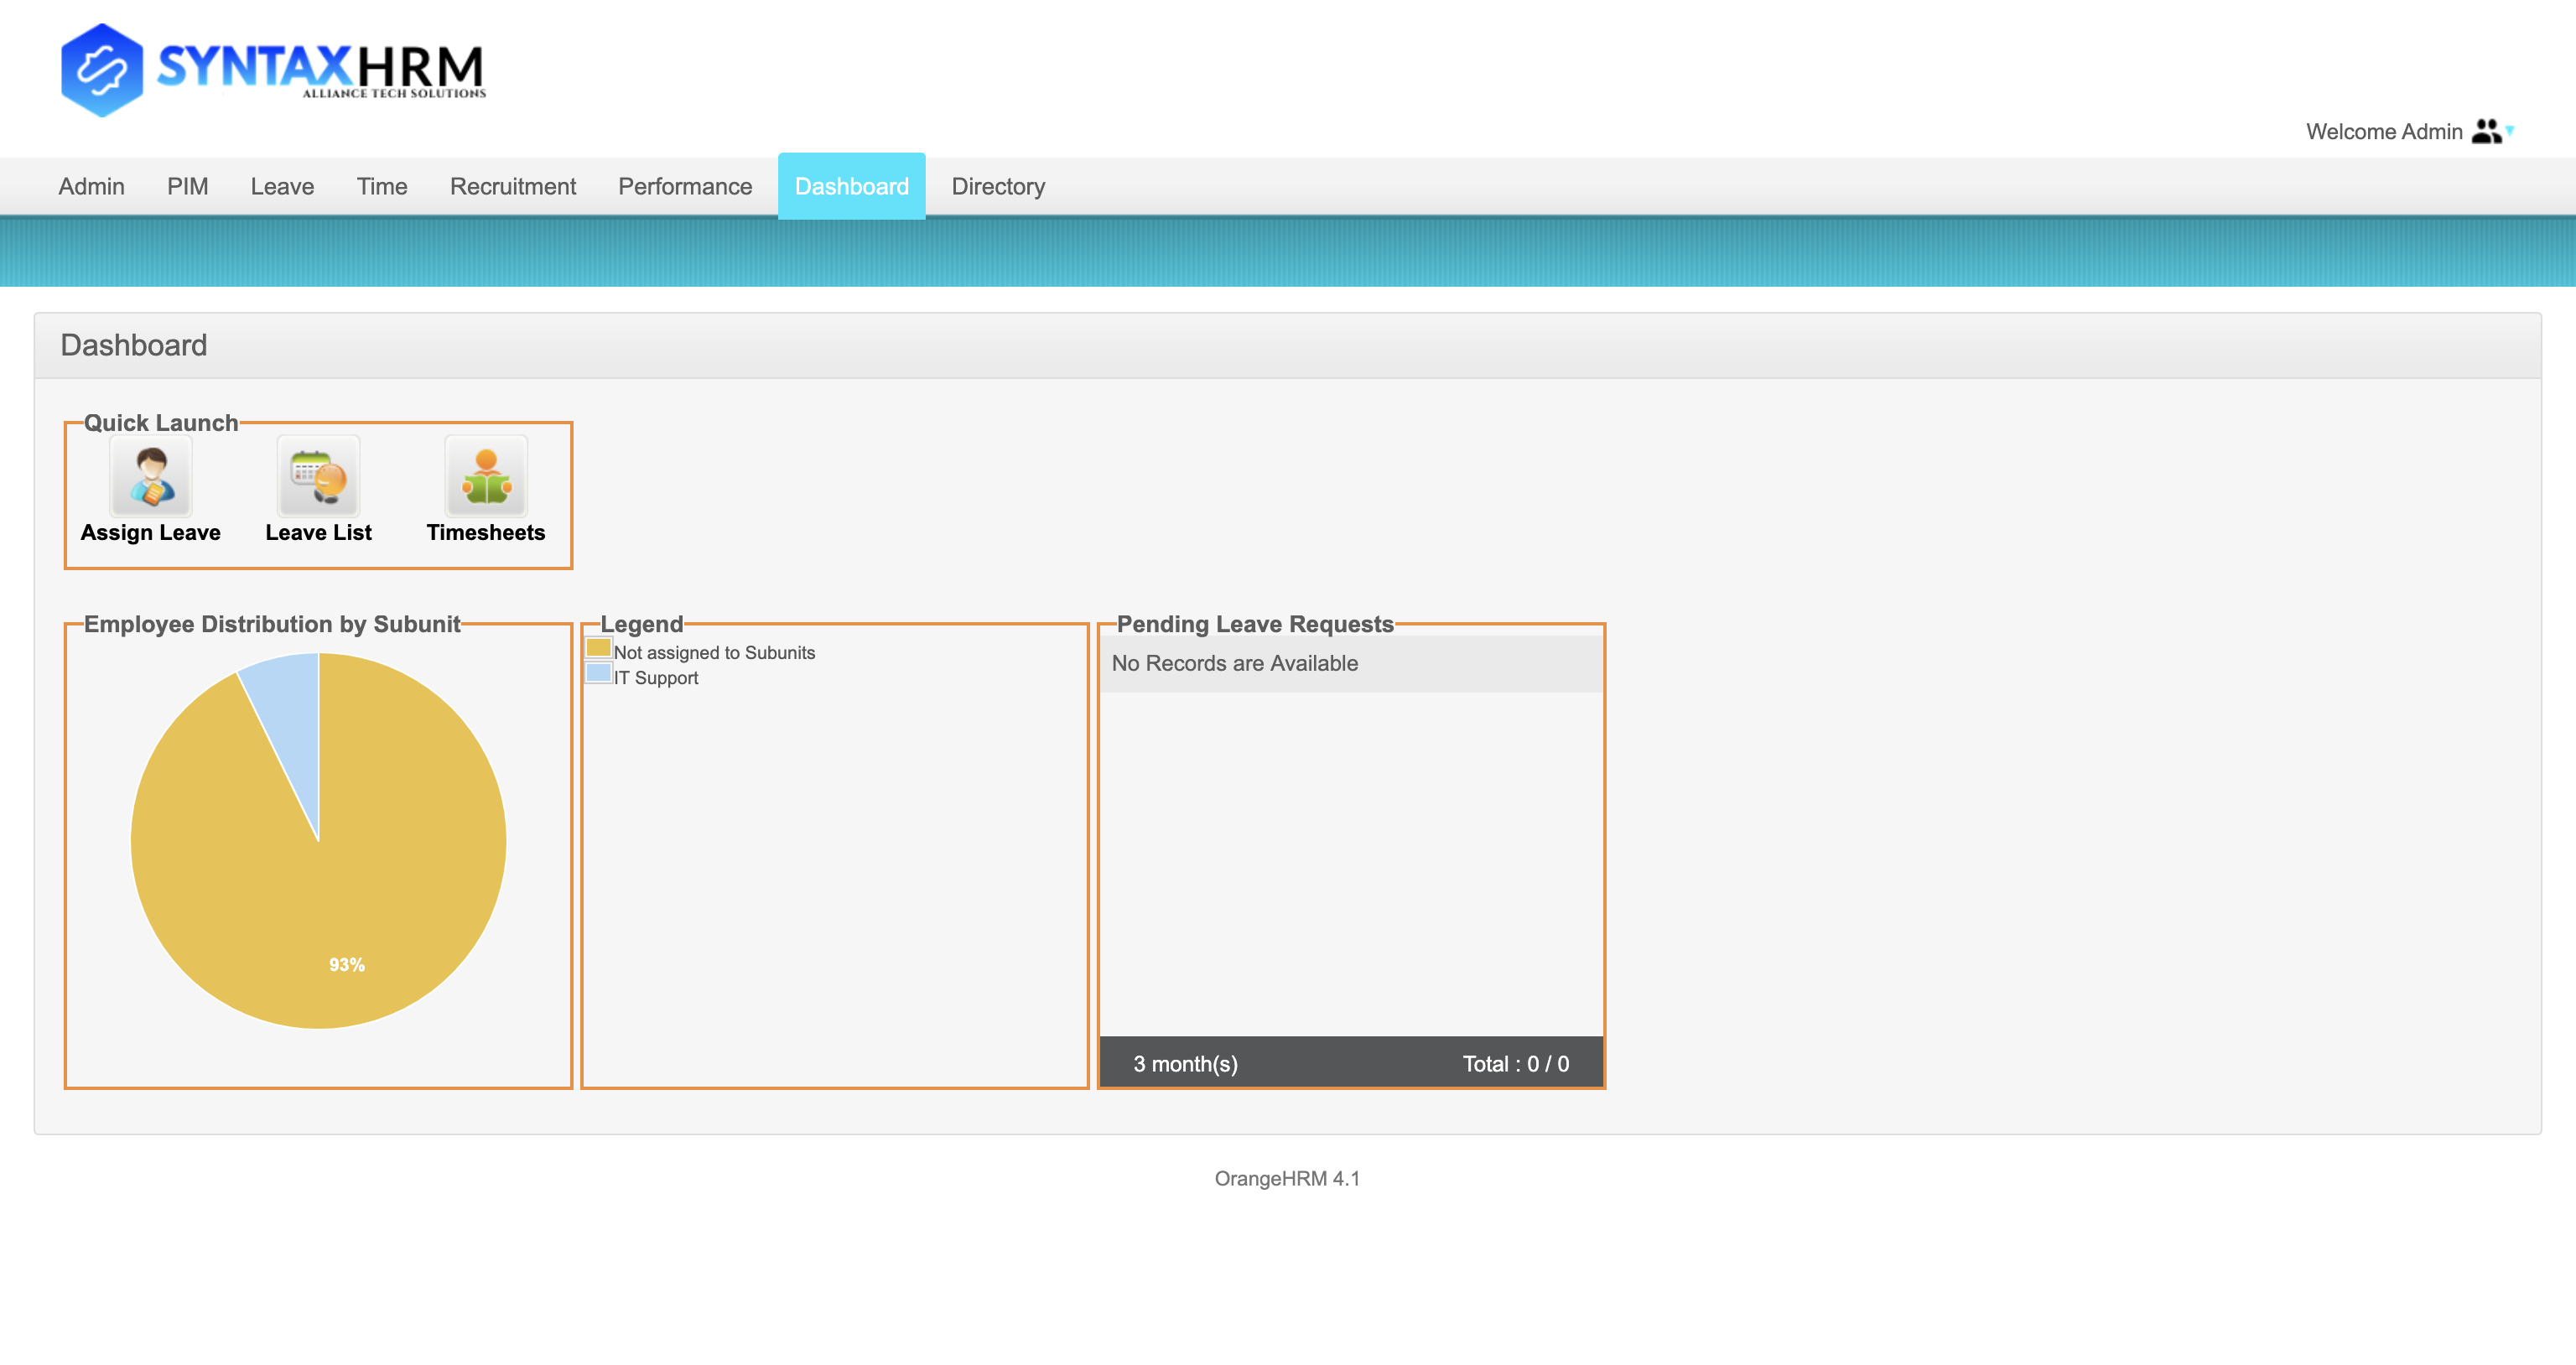 SYNTAXHRM
ALLIANCE TECH SOLUTIONS
Welcome Admin
Admin PIM Leave Time Recruitment Performance Dashboard Directory
Dashboard
Quick Launch
Assign Leave Leave List Timesheets
Employee Distribution by Subunit
93%
Legend
Not assigned to Subunits
IT Support
Pending Leave Requests
No Records are Available
3 month(s) Total : 0 / 0
OrangeHRM 4.1